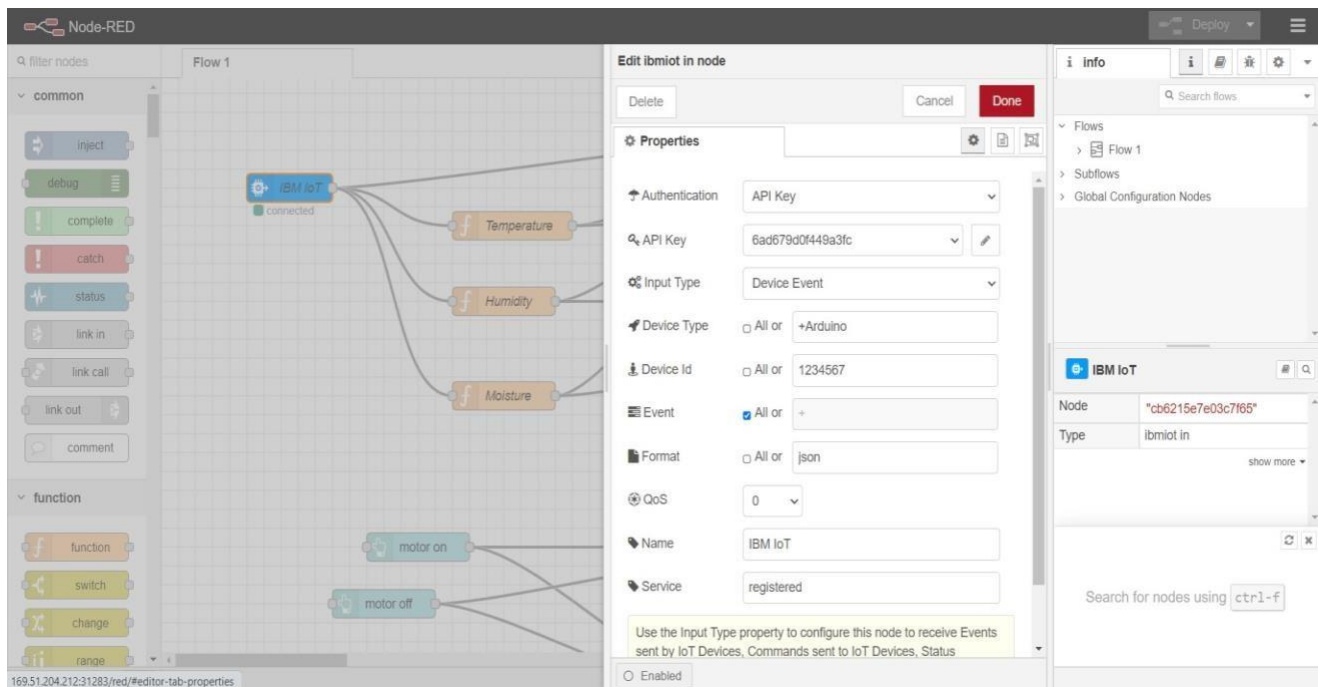 Node-RED
Deploy
filter nodes
Flow 1
common
inject
debug
complete
catch
status
link in
link call
link out
comment
function
function
switch
change
range
IBM IoT
connected
Temperature
Humidity
Moisture
motor on
motor off
Edit ibmiot in node
Delete
Cancel
Done
Properties
Authentication API Key
API Key 6ad679d0f449a3fc
Input Type Device Event
Device Type All or +Arduino
Device Id All or 1234567
Event All or +
Format All or json
QoS 0
Name IBM IoT
Service registered
Use the Input Type property to configure this node to receive Events
sent by IoT Devices, Commands sent to IoT Devices, Status
Enabled
i info
i
Search flows
Flows
Flow 1
Subflows
Global Configuration Nodes
IBM IoT
Node "cb6215e7e03c7f65"
Type ibmiot in
show more
Search for nodes using ctrl-f
169.51.204.212:31283/red/#editor-tab-properties